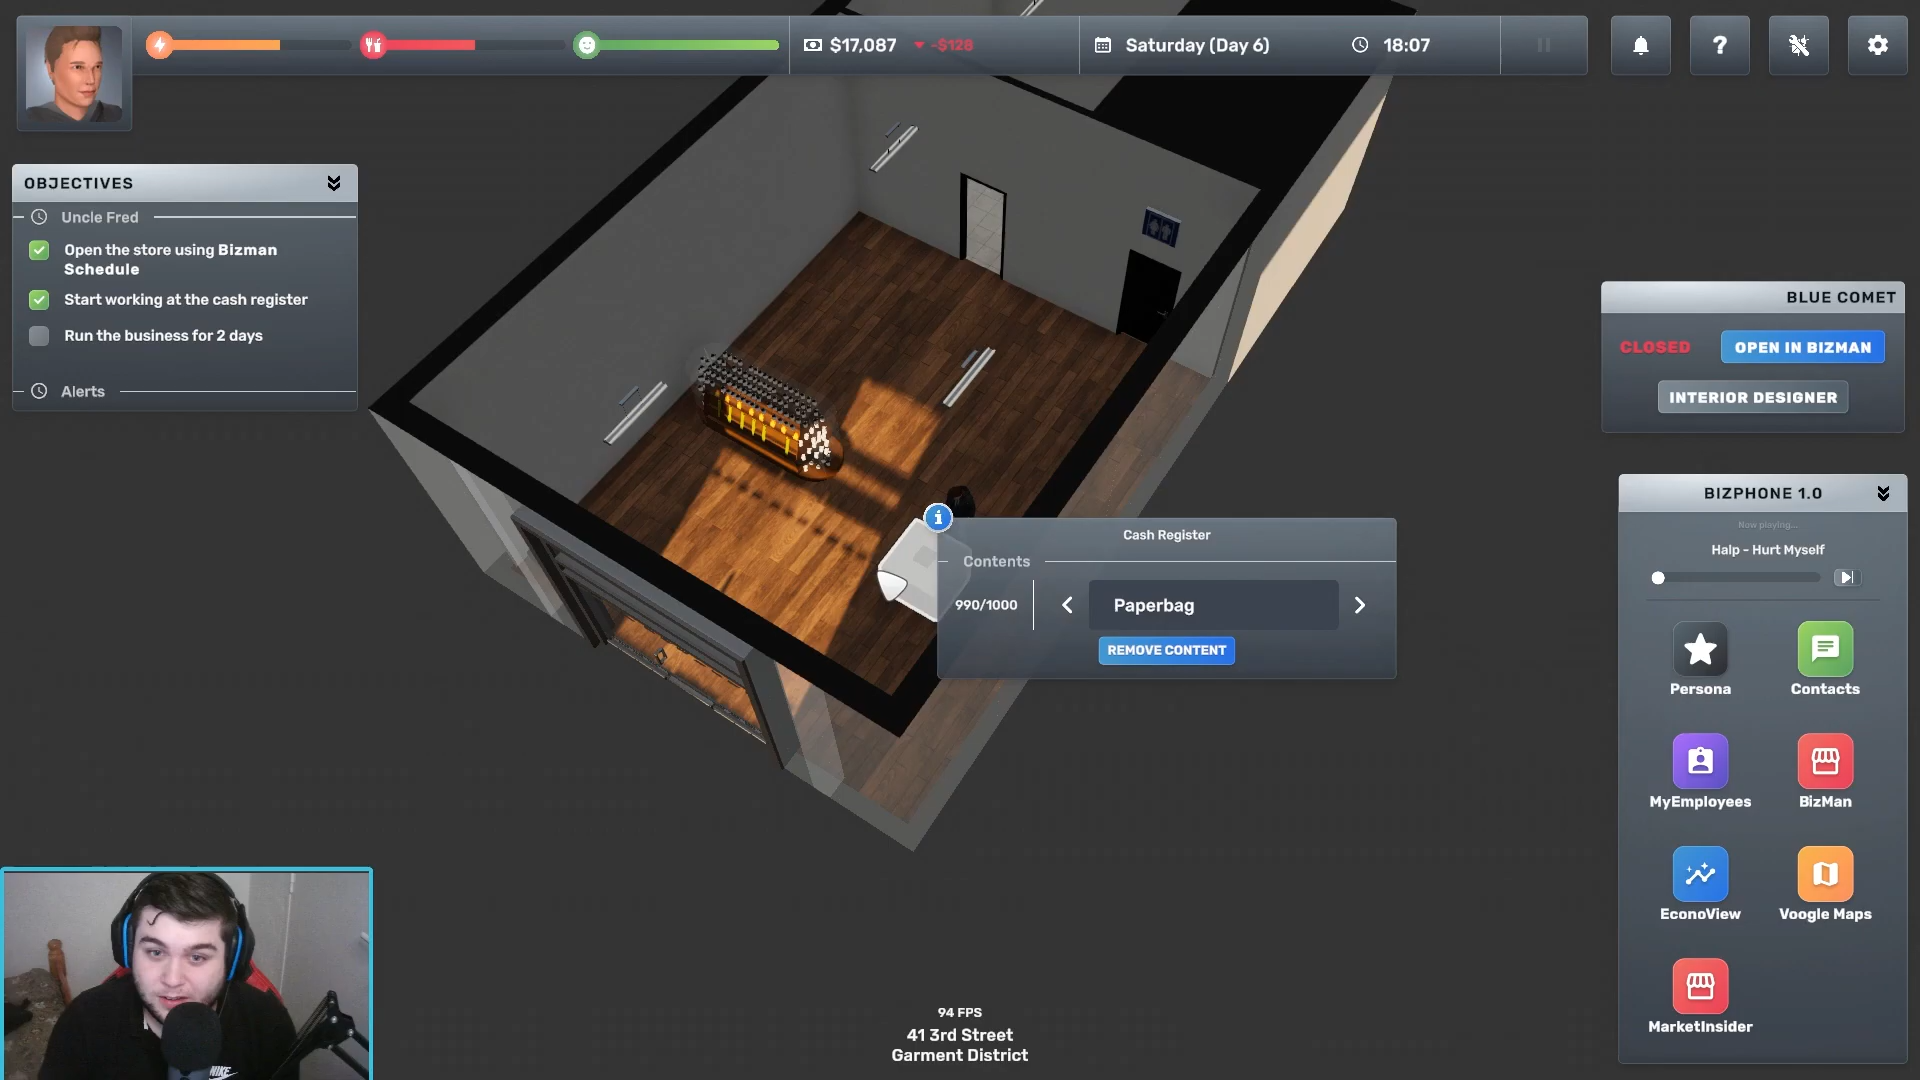 $17,087
-$128
Saturday (Day 6)
18:07
?
OBJECTIVES
Uncle Fred
Open the store using Bizman
Schedule
Start working at the cash register
Run the business for 2 days
Alerts
BLUE COMET
CLOSED
OPEN IN BIZMAN
INTERIOR DESIGNER
i
Cash Register
Contents
990/1000
Paperbag
REMOVE CONTENT
BIZPHONE 1.0
Now playing...
Halp - Hurt Myself
Persona
Contacts
MyEmployees
BizMan
EconoView
Voogle Maps
MarketInsider
94 FPS
41 3rd Street
Garment District
NIKE